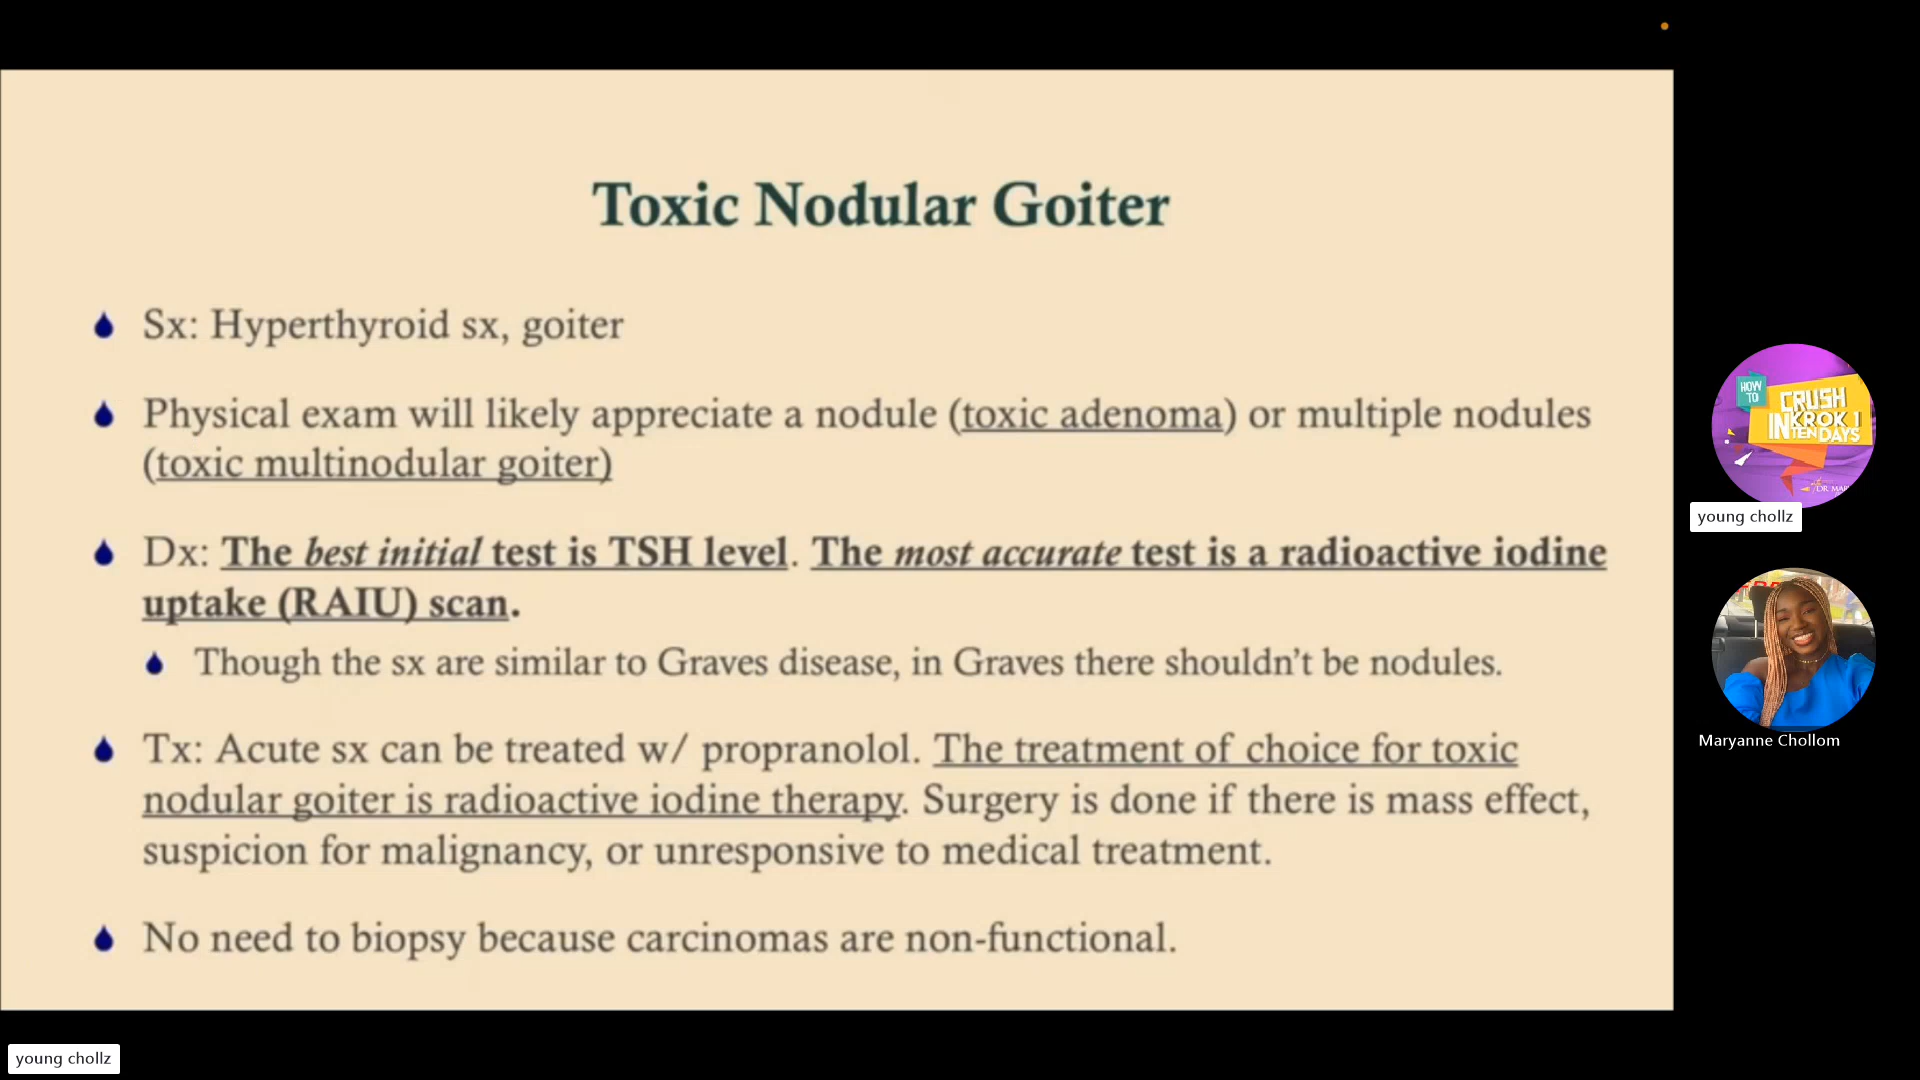 Toxic Nodular Goiter
Sx: Hyperthyroid sx, goiter
Physical exam will likely appreciate a nodule (toxic adenoma) or multiple nodules
(toxic multinodular goiter)
Dx: The best initial test is TSH level. The most accurate test is a radioactive iodine
uptake (RAIU) scan.
Though the sx are similar to Graves disease, in Graves there shouldn't be nodules.
Tx: Acute sx can be treated w/ propranolol. The treatment of choice for toxic
nodular goiter is radioactive iodine therapy. Surgery is done if there is mass effect,
suspicion for malignancy, or unresponsive to medical treatment.
No need to biopsy because carcinomas are non-functional.
HOW
TO
CRUSH
KROK 1
IN TEN DAYS
young chollz
Maryanne Chollom
young chollz